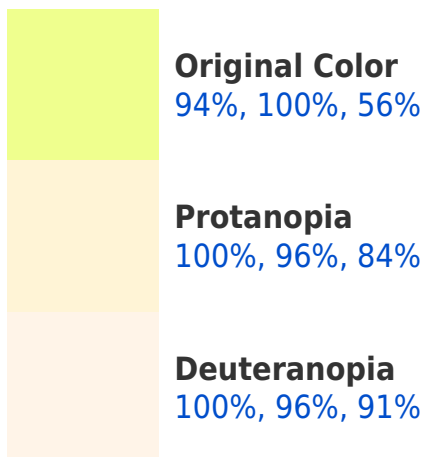 Original Color
94%, 100%, 56%
Protanopia
100%, 96%, 84%
Deuteranopia
100%, 96%, 91%